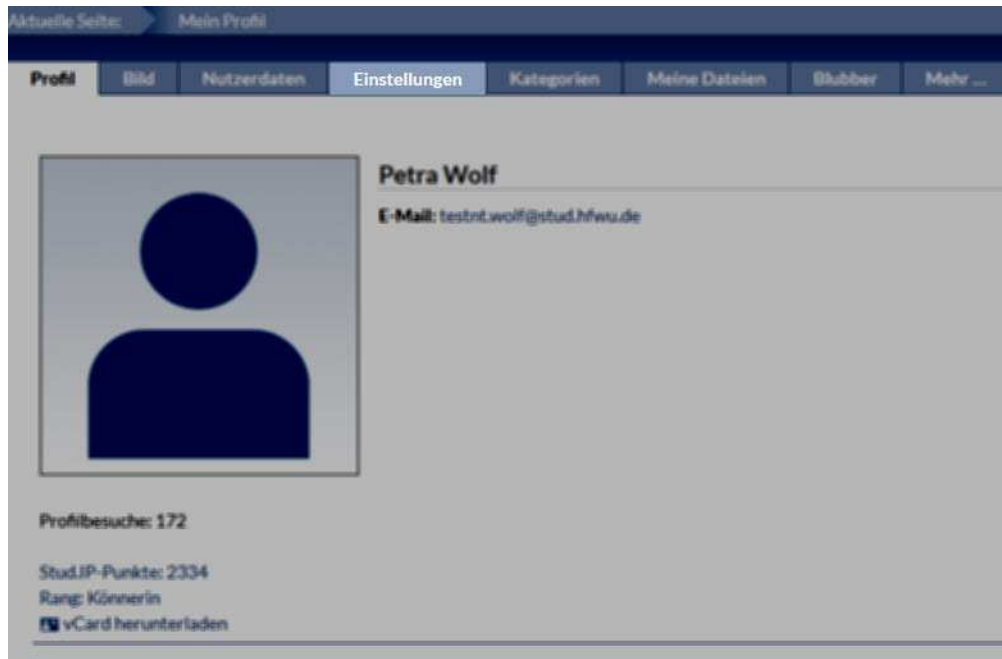 Aktuelle Seite: Mein Profil
Profil Bild Nutzerdaten Einstellungen Kategorien Meine Dateien Blubber Mehr ...
Petra Wolf
E-Mail: testnt.wolf@stud.hfwu.de
Profilbesuche: 172
Stud.IP-Punkte: 2334
Rang: Könnerin
vCard herunterladen